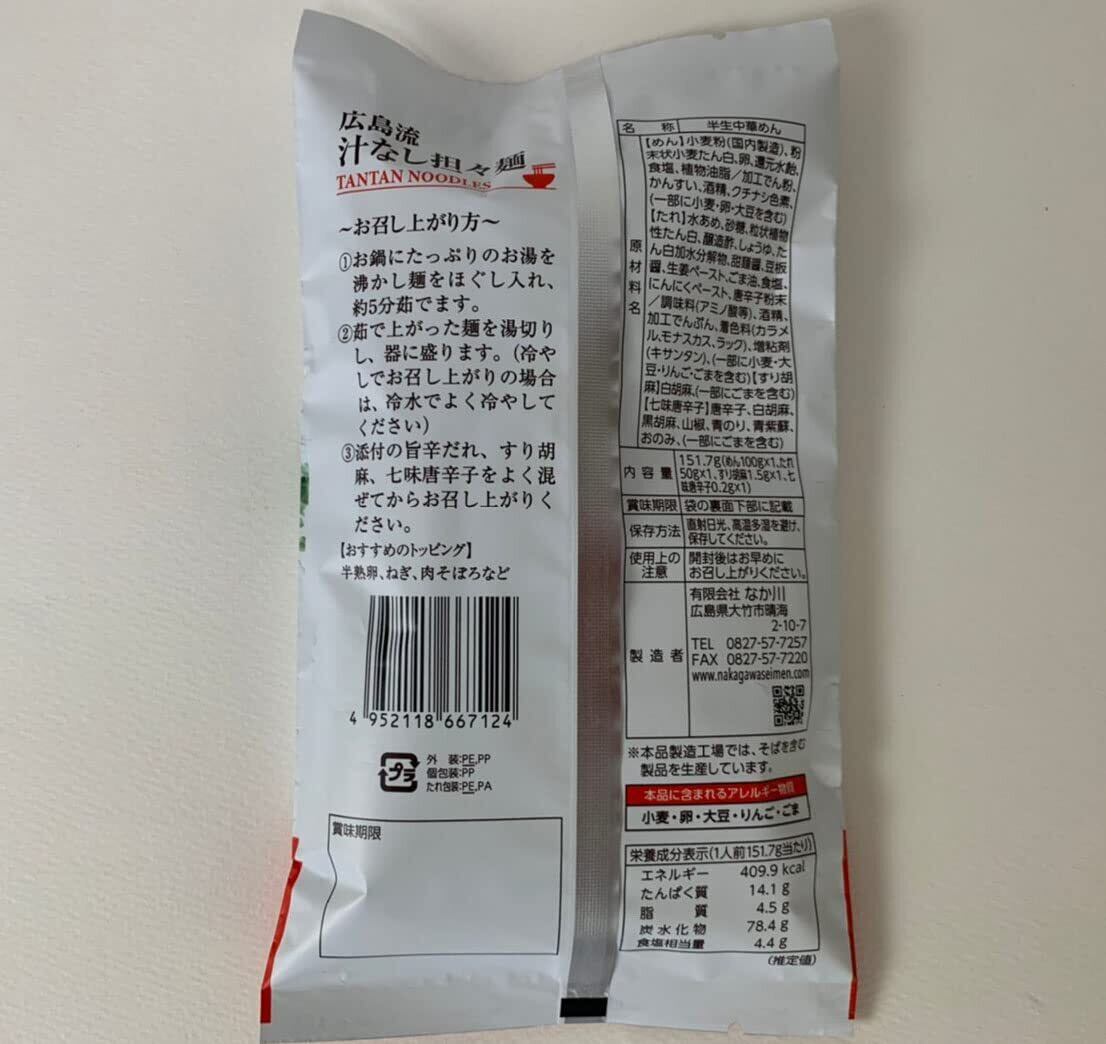 広島流
汁なし担々麺
TANTAN NOODLES
~お召し上がり方~
①お鍋にたっぷりのお湯を
沸かし麺をほぐし入れ、
約5分茹でます。
②茹で上がった麺を湯切り
し、器に盛ります。(冷や
してお召し上がりの場合
は、冷水でよく冷やして
ください)
③添付の旨辛だれ、すり胡
麻、七味唐辛子をよく混
ぜてからお召し上がりく
ださい。
【おすすめのトッピング】
半熟卵、ねぎ、肉そぼろなど
4 952118 667124
プラ
外 装:PE,PP
個包装:PP
たれ包装:PE,PA
賞味期限
名 称 半生中華めん
原材料名
【めん】小麦粉(国内製造)、粉
末状小麦たん白、卵、還元水飴、
食塩、植物油脂/加工でん粉、
かんすい、酒精、クチナシ色素、
(一部に小麦・卵・大豆を含む)
【たれ】水あめ、砂糖、粒状植物
性たん白、醸造酢、しょうゆ、た
ん白加水分解物、甜麺醤、豆板
醤、生姜ペースト、ごま油、食塩、
にんにくペースト、唐辛子粉末
/調味料(アミノ酸等)、酒精、
加工でんぷん、着色料(カラメ
ル、モナスカス、ラック)、増粘剤
(キサンタン)、(一部に小麦・大
豆・りんご・ごまを含む)【すり胡
麻】白胡麻、(一部にごまを含む)
【七味唐辛子】唐辛子、白胡麻、
黒胡麻、山椒、青のり、青紫蘇、
おのみ、(一部にごまを含む)
内容量 151.7g(めん100g×1、たれ
50g×1、すり胡麻1.5g×1、七
味唐辛子0.2g×1)
賞味期限 袋の裏面下部に記載
保存方法 直射日光、高温多湿を避け、
保存してください。
使用上の注意 開封後はお早めに
お召し上がりください。
製造者 有限会社 なか川
広島県大竹市晴海
2-10-7
TEL 0827-57-7257
FAX 0827-57-7220
www.nakagawaseimen.com
※本品製造工場では、そばを含む
製品を生産しています。
本品に含まれるアレルギー物質
小麦・卵・大豆・りんご・ごま
栄養成分表示(1人前151.7g当たり)
エネルギー 409.9 kcal
たんぱく質 14.1 g
脂 質 4.5 g
炭水化物 78.4 g
食塩相当量 4.4 g
(推定値)